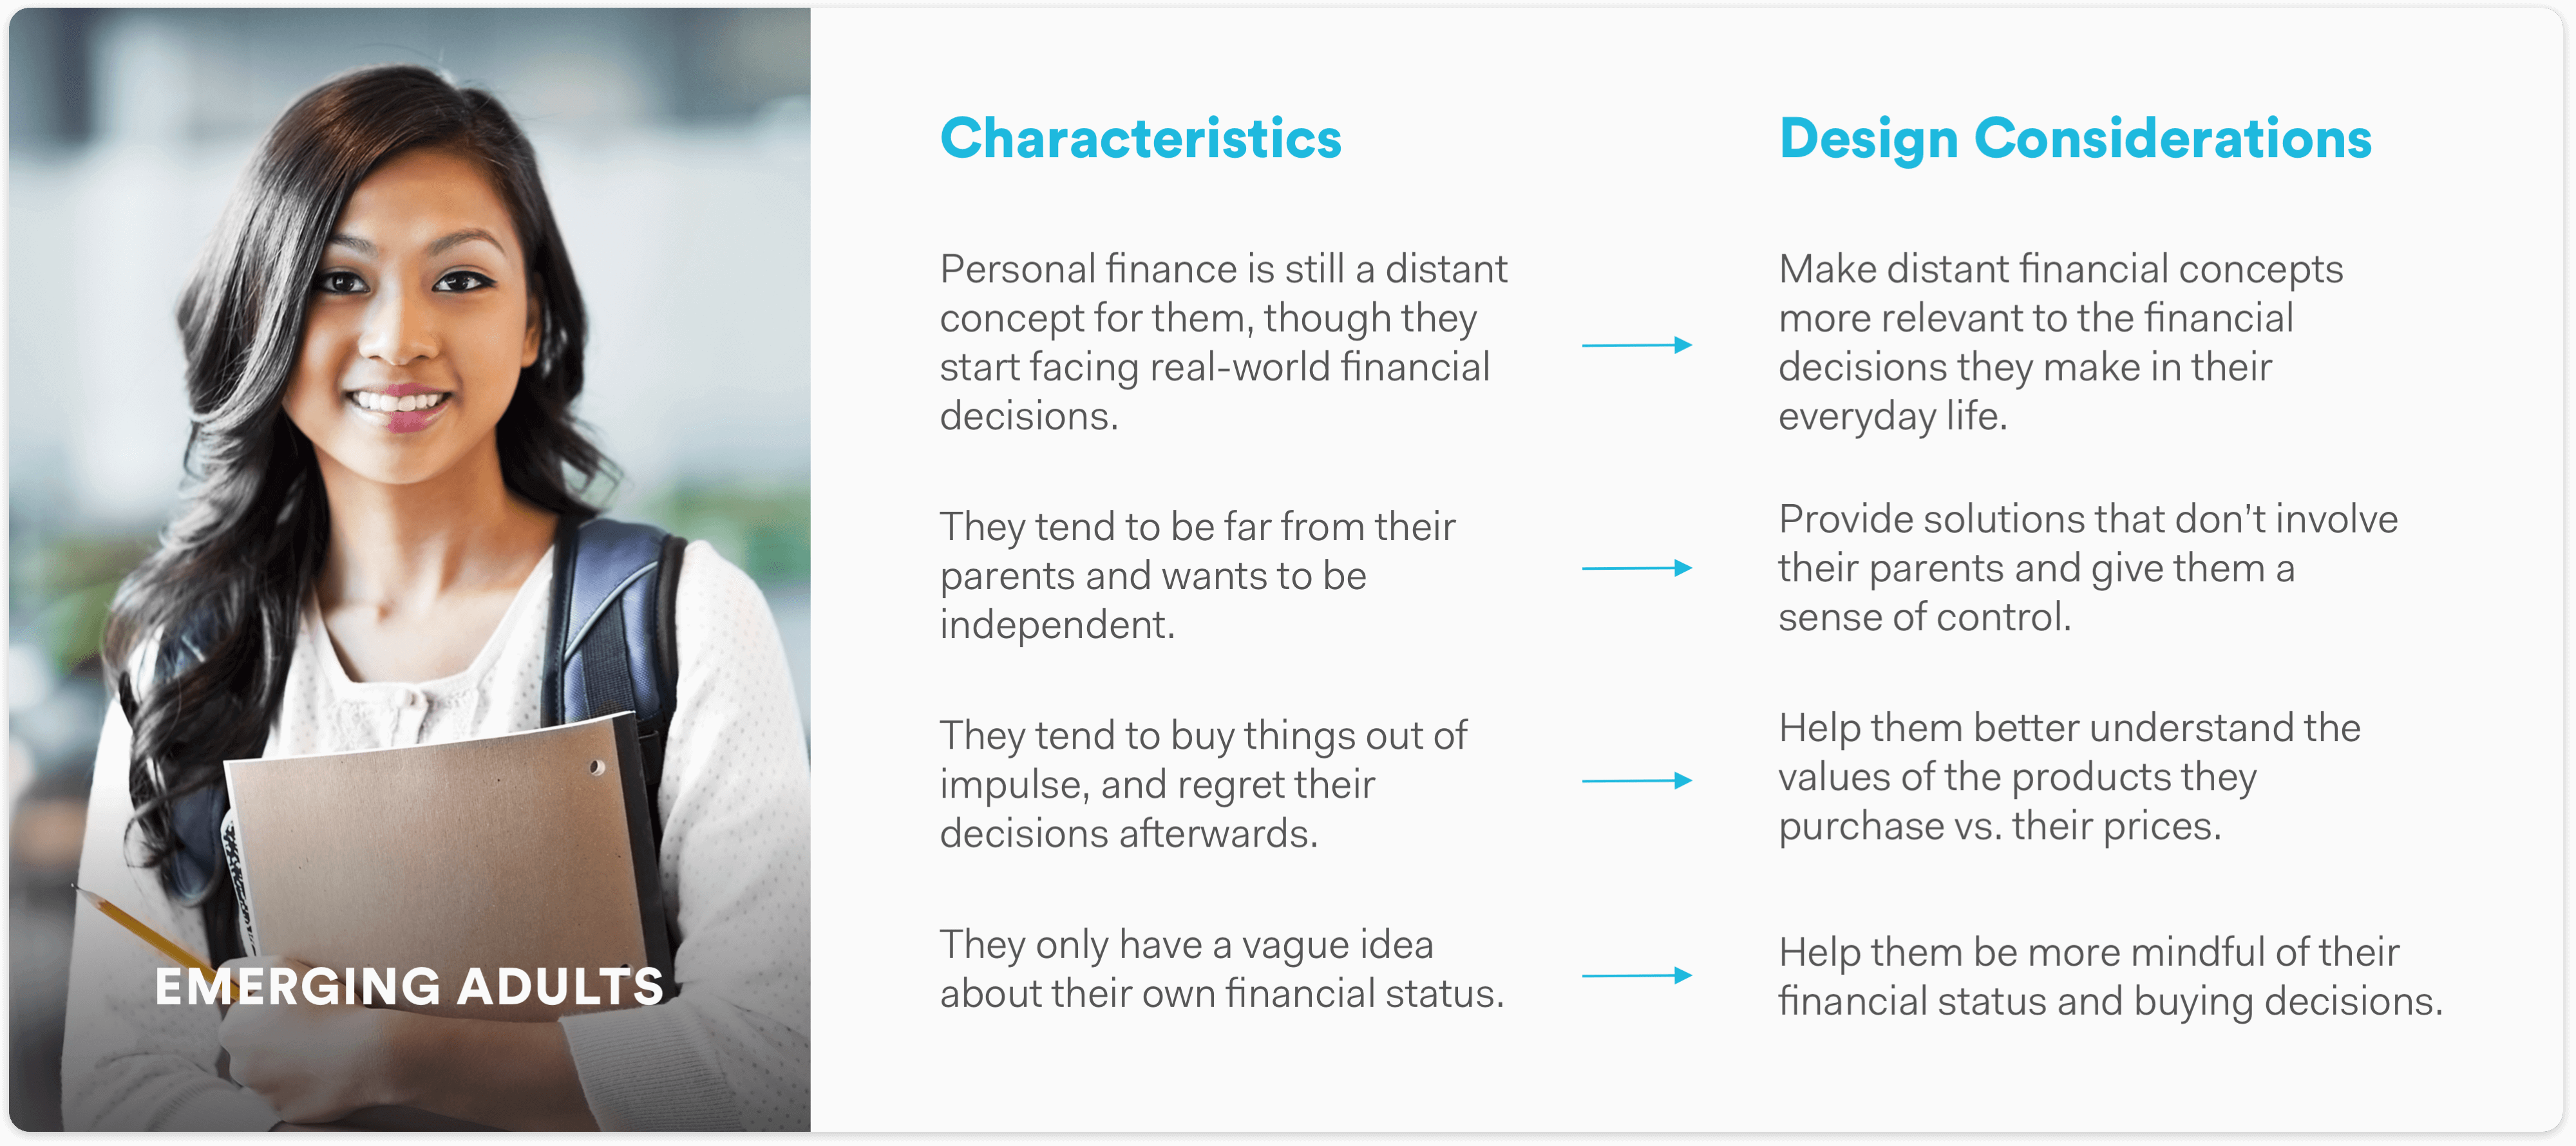 EMERGING ADULTS
Characteristics
Design Considerations
Personal finance is still a distant
concept for them, though they
start facing real-world financial
decisions.
Make distant financial concepts
more relevant to the financial
decisions they make in their
everyday life.
They tend to be far from their
parents and wants to be
independent.
Provide solutions that don’t involve
their parents and give them a
sense of control.
They tend to buy things out of
impulse, and regret their
decisions afterwards.
Help them better understand the
values of the products they
purchase vs. their prices.
They only have a vague idea
about their own financial status.
Help them be more mindful of their
financial status and buying decisions.